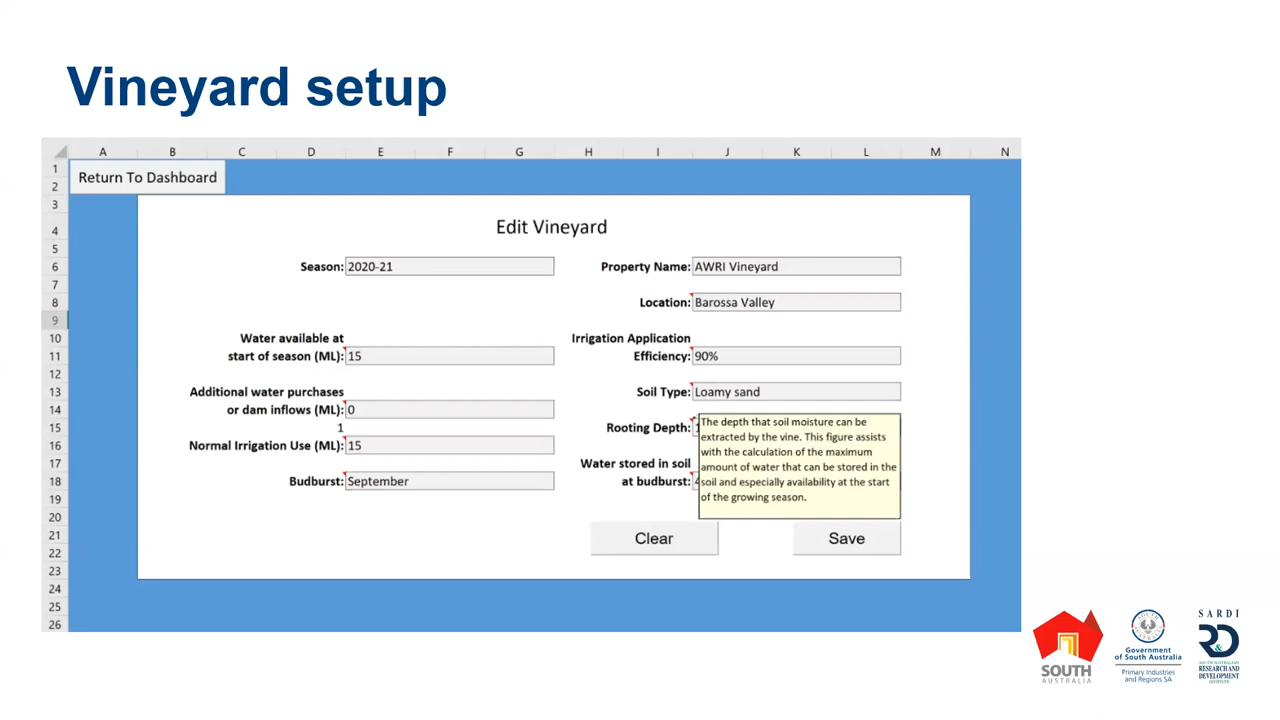 Vineyard setup
A B C D E F G H I J K L M N
1
2
3
4
5
6
7
8
9
10
11
12
13
14
15
16
17
18
19
20
21
22
23
24
25
26
Return To Dashboard
Edit Vineyard
Season: 2020-21
Property Name: AWRI Vineyard
Location: Barossa Valley
Water available at
start of season (ML): 15
Irrigation Application
Efficiency: 90%
Additional water purchases
or dam inflows (ML): 0
Soil Type: Loamy sand
1
Rooting Depth:
Normal Irrigation Use (ML): 15
Water stored in soil
at budburst:
Budburst: September
The depth that soil moisture can be
extracted by the vine. This figure assists
with the calculation of the maximum
amount of water that can be stored in the
soil and especially availability at the start
of the growing season.
Clear
Save
SOUTH
AUSTRALIA
Government
of South Australia
Primary Industries
and Regions SA
SARDI
R&D
SOUTH AUSTRALIAN
RESEARCH AND
DEVELOPMENT
INSTITUTE